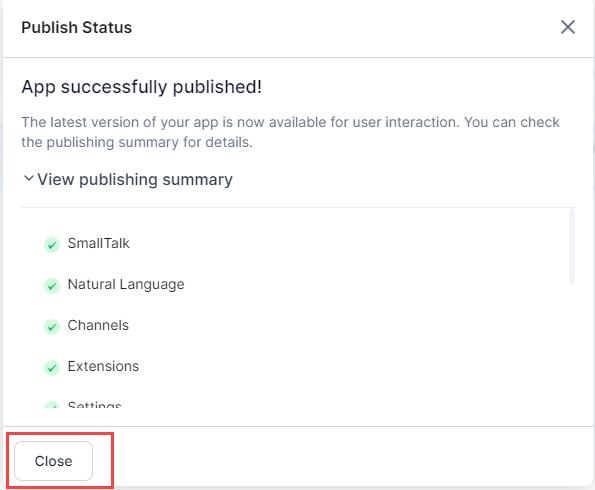 Publish Status
App successfully published!
The latest version of your app is now available for user interaction. You can check
the publishing summary for details.
View publishing summary
SmallTalk
Natural Language
Channels
Extensions
Settings
Close